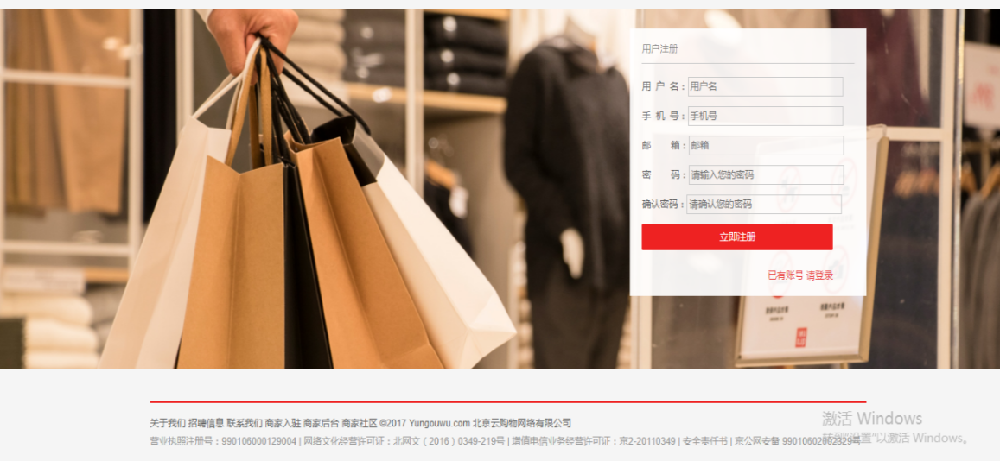 用户注册
用 户 名：用户名
手 机 号：手机号
邮 箱：邮箱
密 码：请输入您的密码
确认密码：请确认您的密码
立即注册
已有账号 请登录
关于我们 招聘信息 联系我们 商家入驻 商家后台 商家社区 ©2017 Yungouwu.com 北京云购物网络有限公司
营业执照注册号：990106000129004 | 网络文化经营许可证：北网文（2016）0349-219号 | 增值电信业务经营许可证：京2-20110349 | 安全责任书 | 京公网安备 99010602002329号
激活 Windows
转到"设置"以激活 Windows。